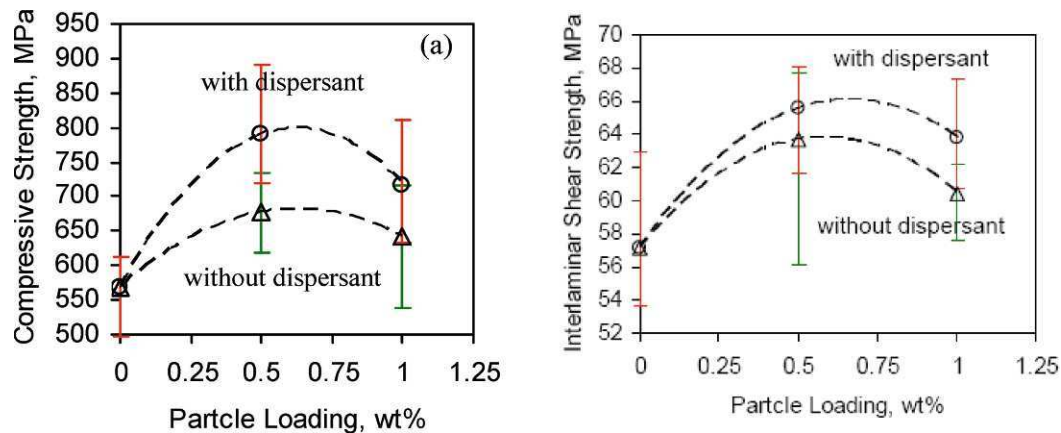 Compressive Strength, MPa
950
900
850
800
750
700
650
600
550
500
(a)
with dispersant
without dispersant
0 0.25 0.5 0.75 1 1.25
Partcle Loading, wt%
Interlaminar Shear Strength, MPa
70
68
66
64
62
60
58
56
54
52
with dispersant
without dispersant
0 0.25 0.5 0.75 1 1.25
Partcle Loading, wt%